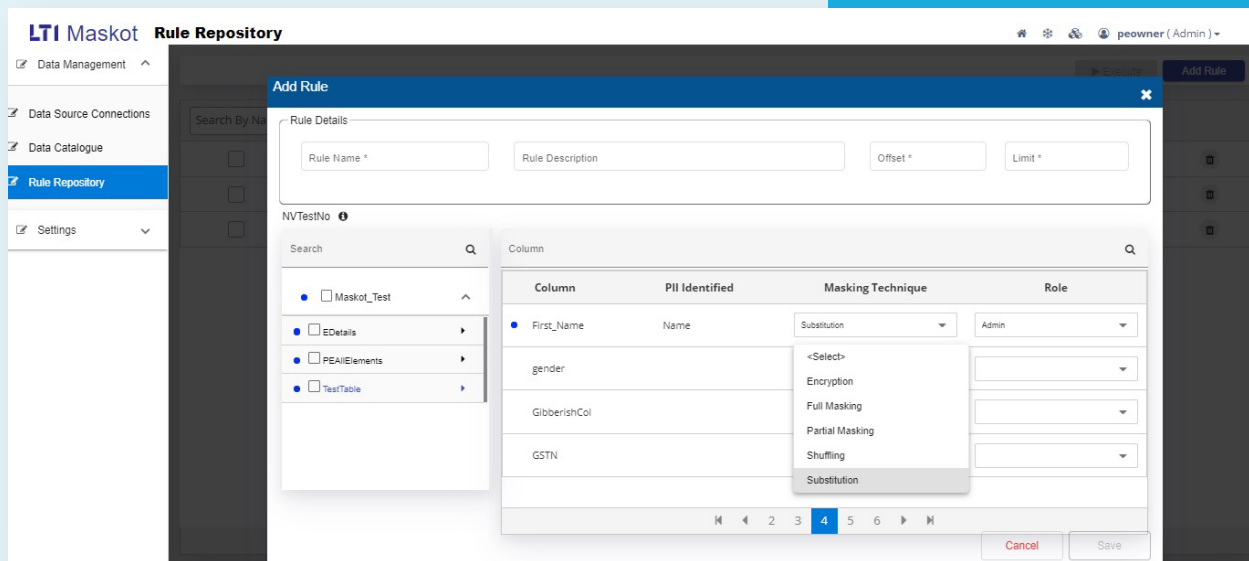 LTI Maskot Rule Repository
peowner ( Admin )
Data Management
Execute
Add Rule
Add Rule
Data Source Connections
Search By Na
Rule Details
Rule Name *
Rule Description
Offset *
Limit *
Data Catalogue
Rule Repository
NVTestNo
Settings
Search
Column
Column
PII Identified
Masking Technique
Role
Maskot_Test
First_Name
Name
Substitution
Admin
EDetails
<Select>
PEAllElements
gender
Encryption
TestTable
Full Masking
GibberishCol
Partial Masking
GSTN
Shuffling
Substitution
2 3 4 5 6
Cancel
Save